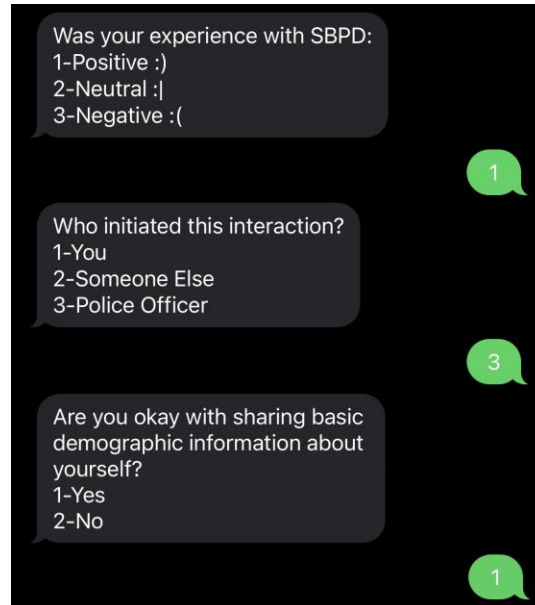 Was your experience with SBPD:
1-Positive :)
2-Neutral :|
3-Negative :(
1
Who initiated this interaction?
1-You
2-Someone Else
3-Police Officer
3
Are you okay with sharing basic
demographic information about
yourself?
1-Yes
2-No
1